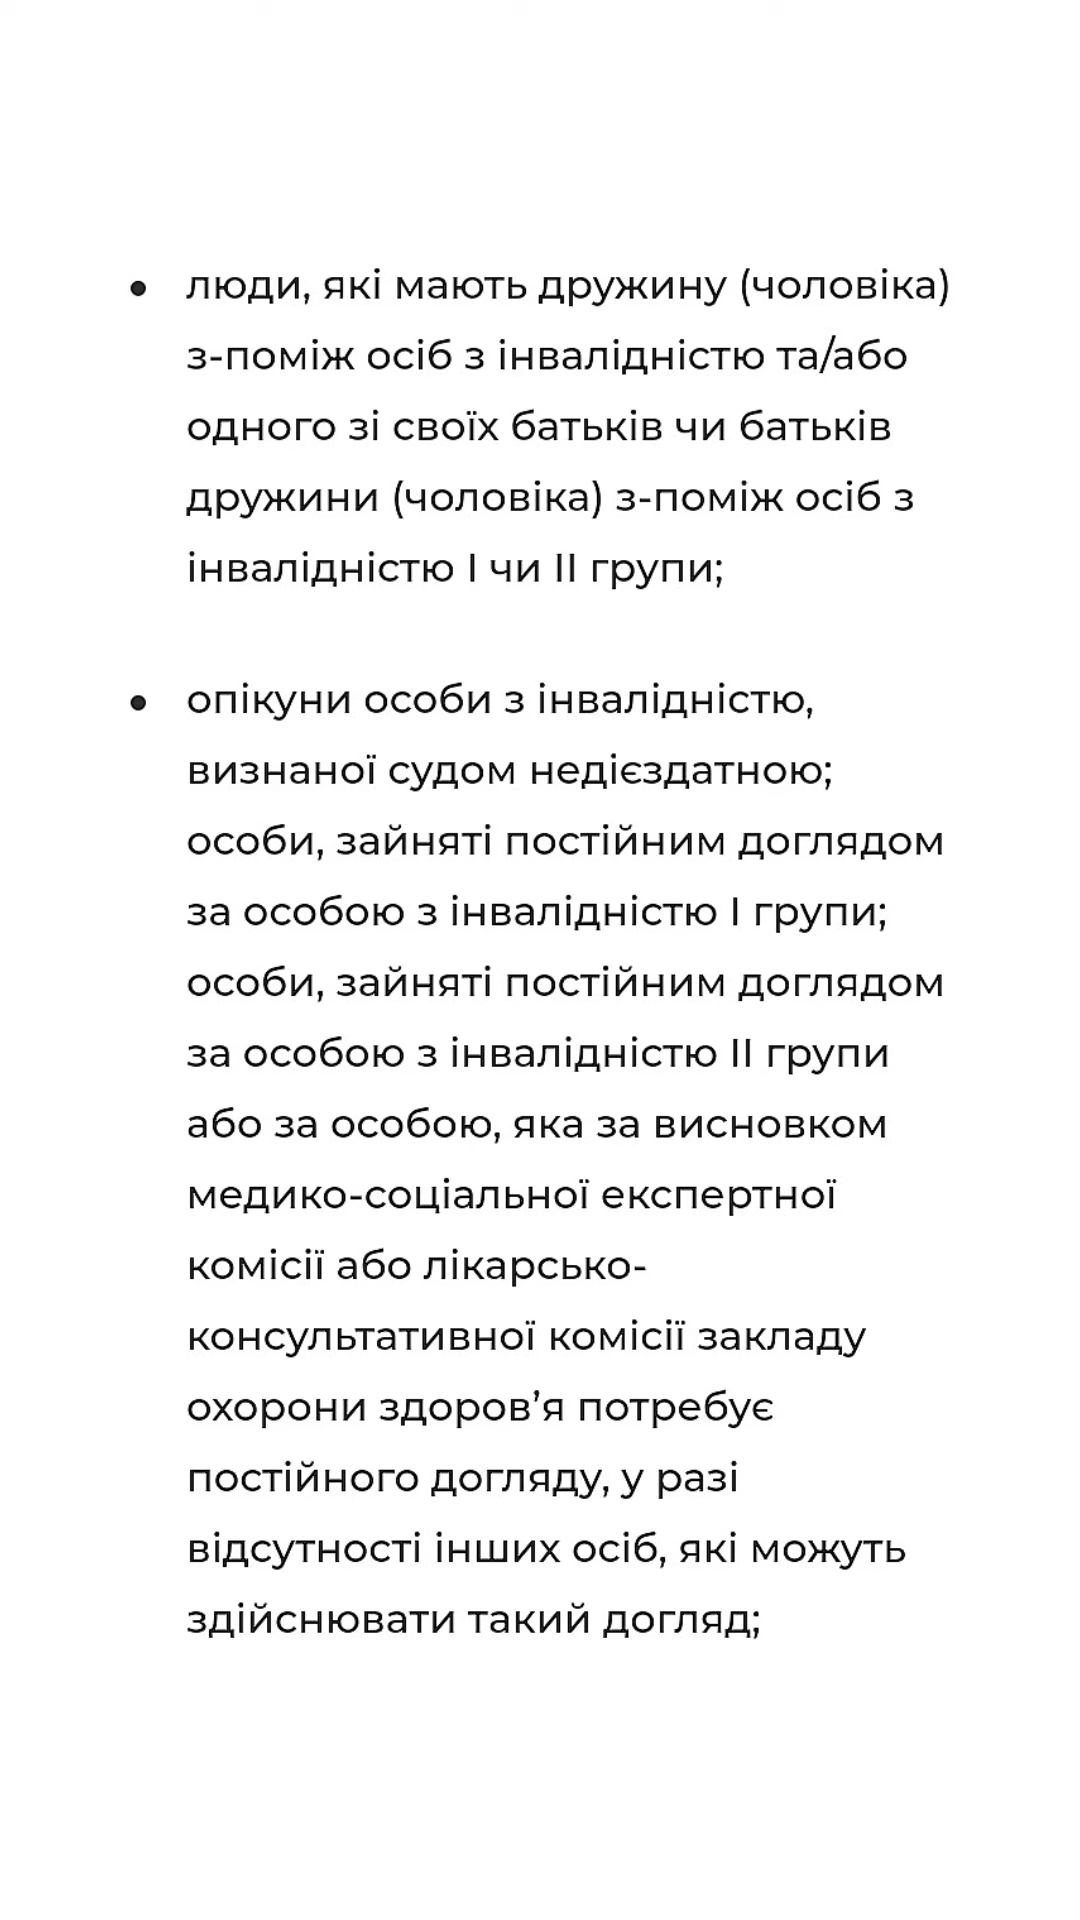 • люди, які мають дружину (чоловіка)
з-поміж осіб з інвалідністю та/або
одного зі своїх батьків чи батьків
дружини (чоловіка) з-поміж осіб з
інвалідністю I чи II групи;
• опікуни особи з інвалідністю,
визнаної судом недієздатною;
особи, зайняті постійним доглядом
за особою з інвалідністю I групи;
особи, зайняті постійним доглядом
за особою з інвалідністю II групи
або за особою, яка за висновком
медико-соціальної експертної
комісії або лікарсько-
консультативної комісії закладу
охорони здоров’я потребує
постійного догляду, у разі
відсутності інших осіб, які можуть
здійснювати такий догляд;